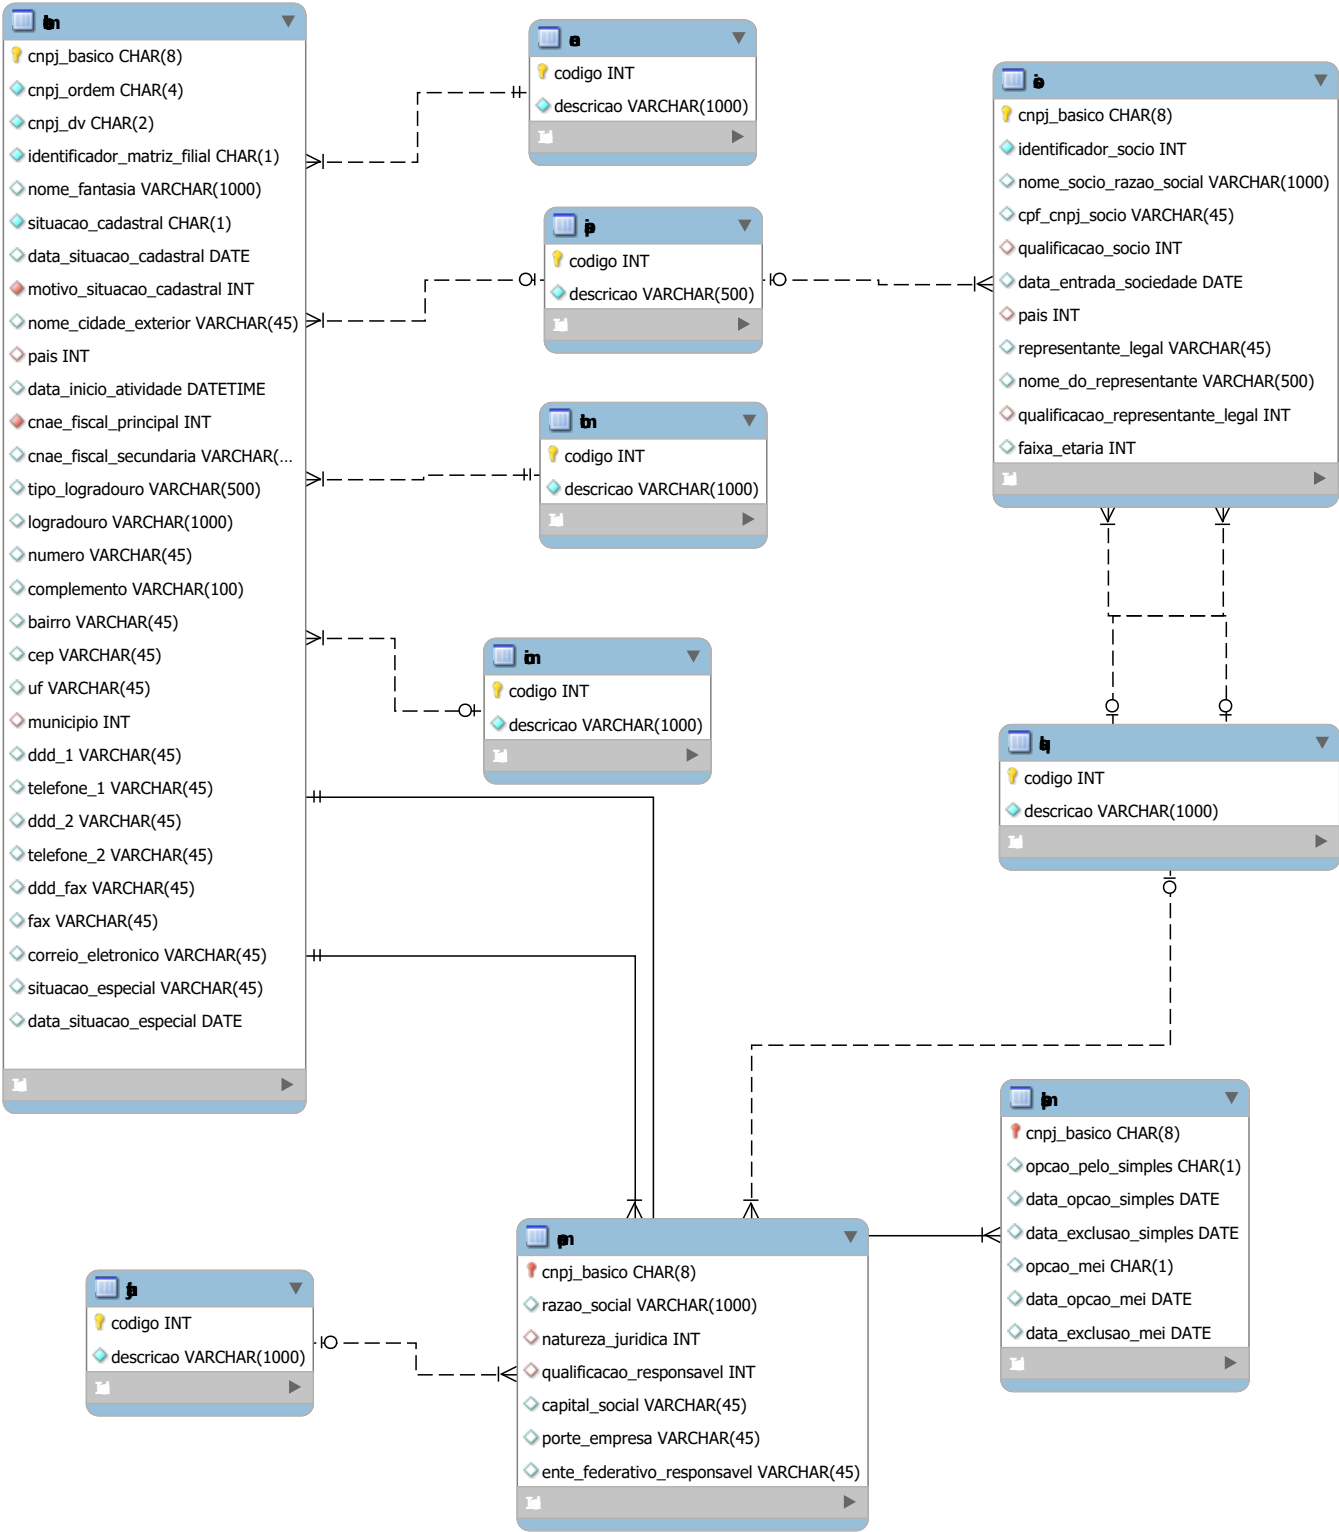 cnpj_basico CHAR(8)
cnpj_ordem CHAR(4)
cnpj_dv CHAR(2)
identificador_matriz_filial CHAR(1)
nome_fantasia VARCHAR(1000)
situacao_cadastral CHAR(1)
data_situacao_cadastral DATE
motivo_situacao_cadastral INT
nome_cidade_exterior VARCHAR(45)
pais INT
data_inicio_atividade DATETIME
cnae_fiscal_principal INT
cnae_fiscal_secundaria VARCHAR(...
tipo_logradouro VARCHAR(500)
logradouro VARCHAR(1000)
numero VARCHAR(45)
complemento VARCHAR(100)
bairro VARCHAR(45)
cep VARCHAR(45)
uf VARCHAR(45)
municipio INT
ddd_1 VARCHAR(45)
telefone_1 VARCHAR(45)
ddd_2 VARCHAR(45)
telefone_2 VARCHAR(45)
ddd_fax VARCHAR(45)
fax VARCHAR(45)
correio_eletronico VARCHAR(45)
situacao_especial VARCHAR(45)
data_situacao_especial DATE
codigo INT
descricao VARCHAR(1000)
codigo INT
descricao VARCHAR(500)
codigo INT
descricao VARCHAR(1000)
codigo INT
descricao VARCHAR(1000)
cnpj_basico CHAR(8)
identificador_socio INT
nome_socio_razao_social VARCHAR(1000)
cpf_cnpj_socio VARCHAR(45)
qualificacao_socio INT
data_entrada_sociedade DATE
pais INT
representante_legal VARCHAR(45)
nome_do_representante VARCHAR(500)
qualificacao_representante_legal INT
faixa_etaria INT
codigo INT
descricao VARCHAR(1000)
cnpj_basico CHAR(8)
opcao_pelo_simples CHAR(1)
data_opcao_simples DATE
data_exclusao_simples DATE
opcao_mei CHAR(1)
data_opcao_mei DATE
data_exclusao_mei DATE
cnpj_basico CHAR(8)
razao_social VARCHAR(1000)
natureza_juridica INT
qualificacao_responsavel INT
capital_social VARCHAR(45)
porte_empresa VARCHAR(45)
ente_federativo_responsavel VARCHAR(45)
codigo INT
descricao VARCHAR(1000)